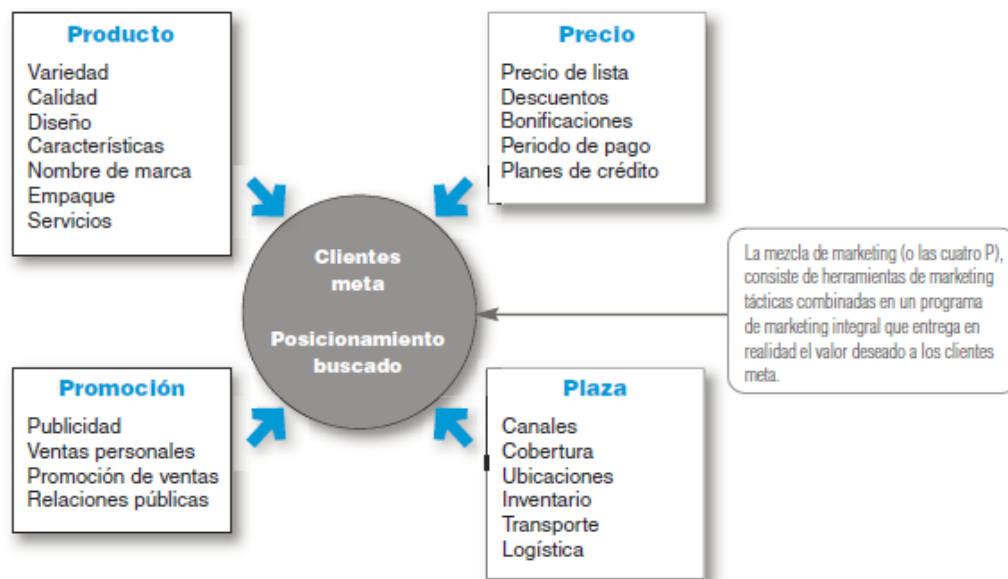 Producto
Variedad
Calidad
Diseño
Características
Nombre de marca
Empaque
Servicios
Precio
Precio de lista
Descuentos
Bonificaciones
Periodo de pago
Planes de crédito
Clientes
meta
Posicionamiento
buscado
La mezcla de marketing (o las cuatro P),
consiste de herramientas de marketing
tácticas combinadas en un programa
de marketing integral que entrega en
realidad el valor deseado a los clientes
meta.
Promoción
Publicidad
Ventas personales
Promoción de ventas
Relaciones públicas
Plaza
Canales
Cobertura
Ubicaciones
Inventario
Transporte
Logística